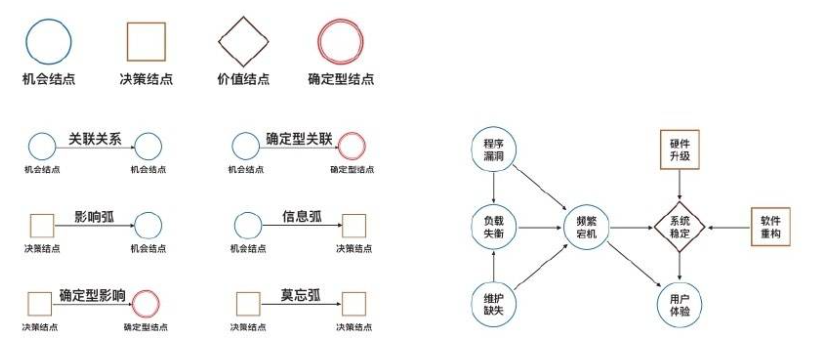 机会结点
决策结点
价值结点
确定型结点
关联关系
机会结点
机会结点
确定型关联
机会结点
确定型结点
影响弧
决策结点
机会结点
信息弧
机会结点
决策结点
确定型影响
决策结点
确定型结点
莫忘弧
决策结点
决策结点
程序
漏洞
硬件
升级
负载
失衡
频繁
宕机
系统
稳定
软件
重构
维护
缺失
用户
体验